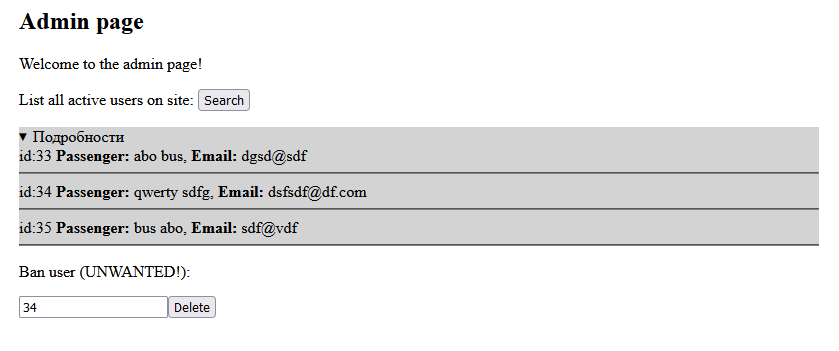 Admin page
Welcome to the admin page!
List all active users on site: Search
▼ Подробности
id:33 Passenger: abo bus, Email: dgsd@sdf
id:34 Passenger: qwerty sdfg, Email: dsfsdf@df.com
id:35 Passenger: bus abo, Email: sdf@vdf
Ban user (UNWANTED!):
34 Delete